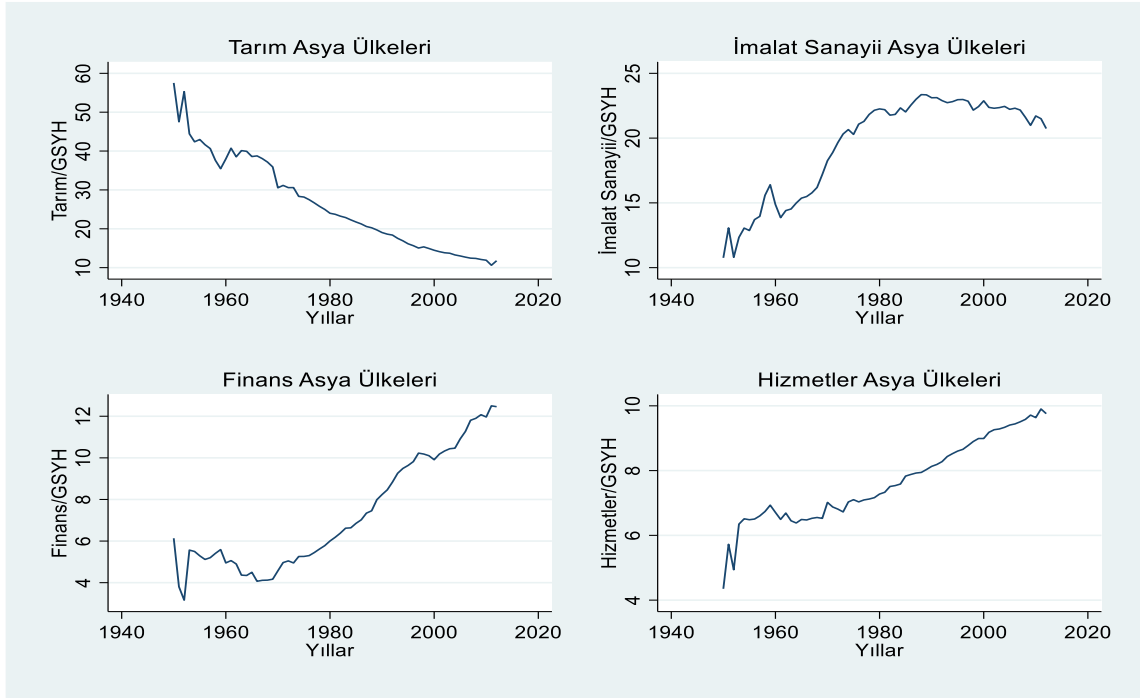 Tarım Asya Ülkeleri
Tarım/GSYH
60
50
40
30
20
10
1940 1960 1980 2000 2020
Yıllar
İmalat Sanayii Asya Ülkeleri
İmalat Sanayii/GSYH
25
20
15
10
1940 1960 1980 2000 2020
Yıllar
Finans Asya Ülkeleri
Finans/GSYH
12
10
8
6
4
1940 1960 1980 2000 2020
Yıllar
Hizmetler Asya Ülkeleri
Hizmetler/GSYH
10
8
6
4
1940 1960 1980 2000 2020
Yıllar